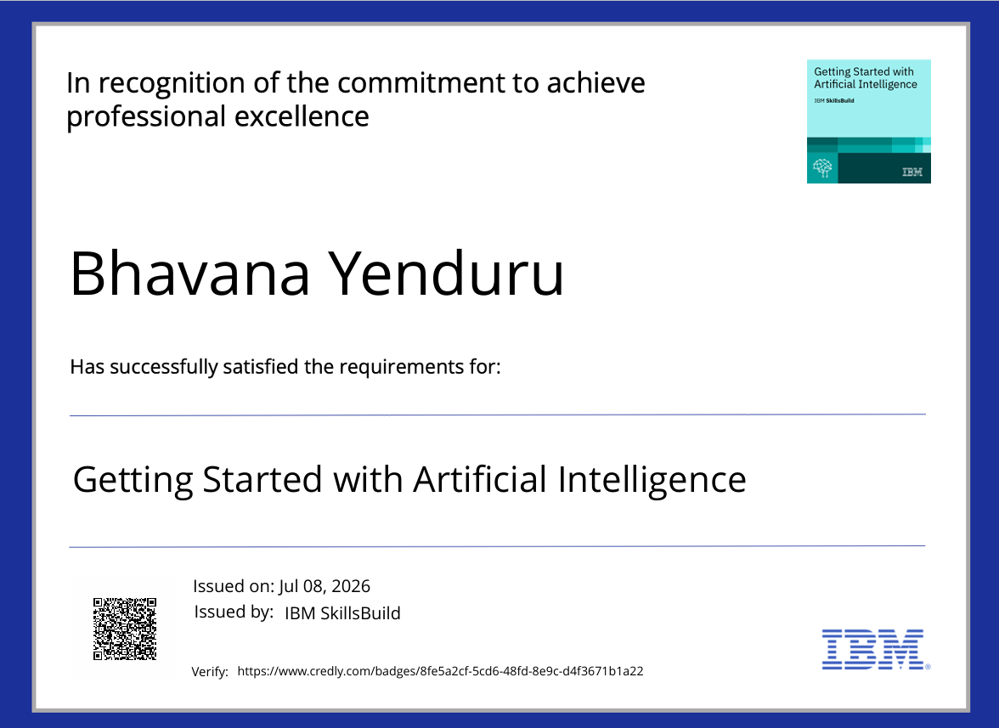 In recognition of the commitment to achieve
professional excellence
Getting Started with
Artificial Intelligence
IBM SkillsBuild
IBM
Bhavana Yenduru
Has successfully satisfied the requirements for:
Getting Started with Artificial Intelligence
Issued on: Jul 08, 2026
Issued by: IBM SkillsBuild
Verify: https://www.credly.com/badges/8fe5a2cf-5cd6-48fd-8e9c-d4f3671b1a22
IBM®